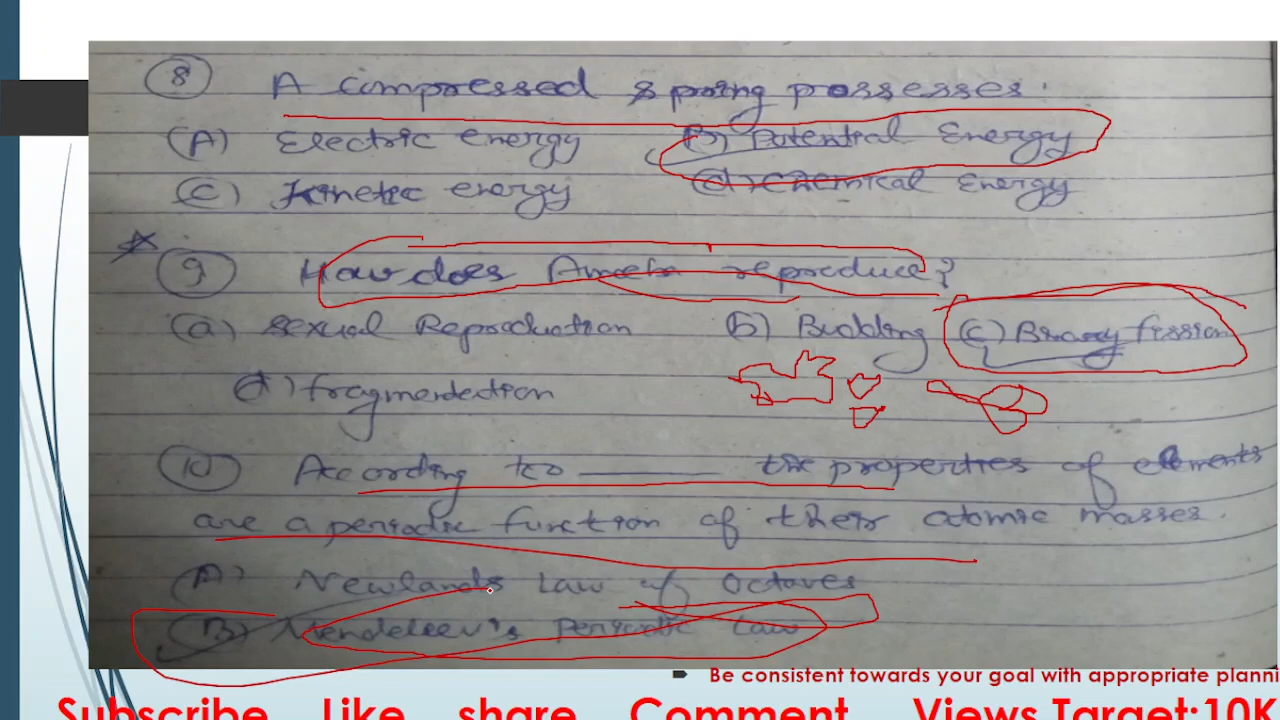 8 A compressed spring possesses.
(A) Electric energy (B) Potential Energy
(C) Kinetic energy (d) Chemical Energy
9 How does Ameba reproduce?
(a) Sexual Reproduction (b) Budding (c) Binary fission
(d) fragmentation
10 According to ______ the properties of elements
are a periodic function of their atomic masses.
(A) Newlands Law of Octaves
(B) Mendeleev's Periodic Law
Be consistent towards your goal with appropriate planni
Subscribe Like share Comment Views Target:10K